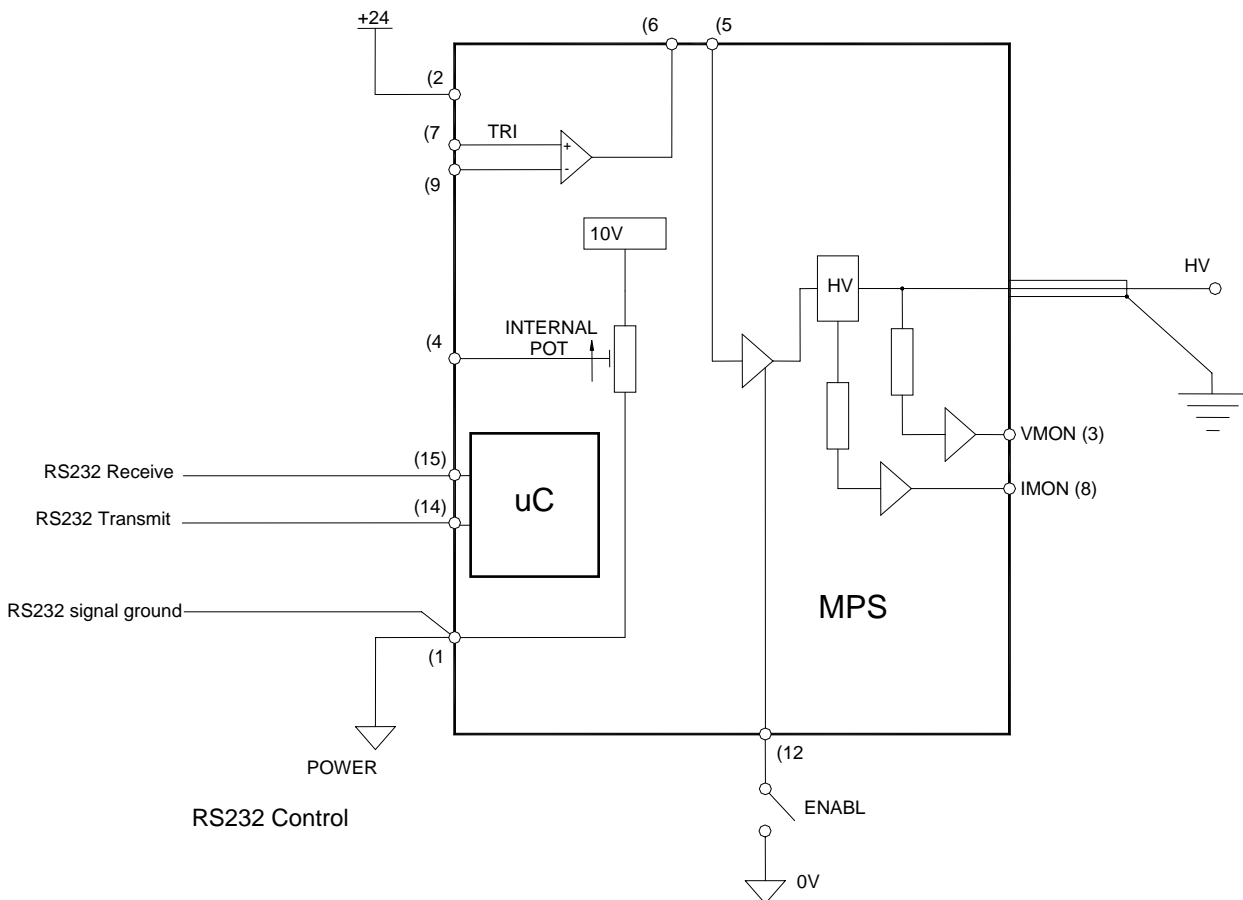 +24
(6
(5
(2
(7
TRI
+
-
(9
10V
HV
HV
(4
INTERNAL
POT
VMON (3)
(15)
RS232 Receive
uC
IMON (8)
(14)
RS232 Transmit
MPS
RS232 signal ground
(1
(12
POWER
RS232 Control
ENABL
0V